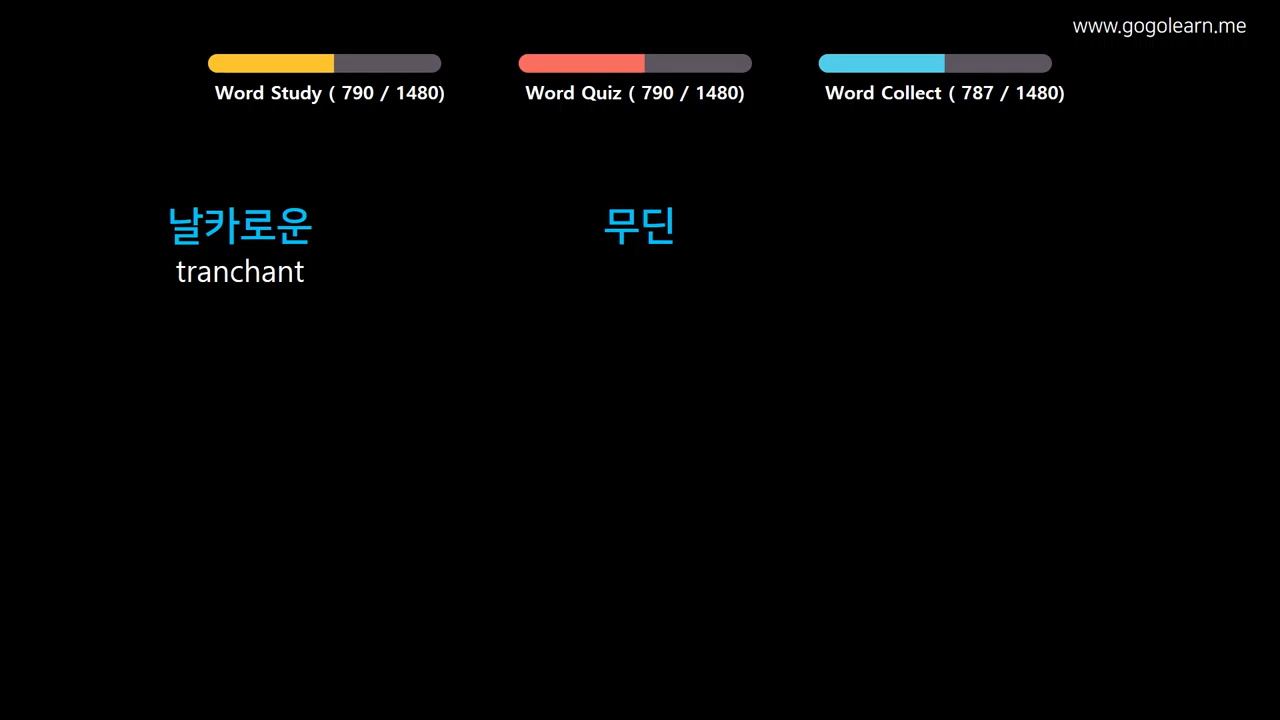 www.gogolearn.me
Word Study ( 790 / 1480)
Word Quiz ( 790 / 1480)
Word Collect ( 787 / 1480)
날카로운
무딘
tranchant